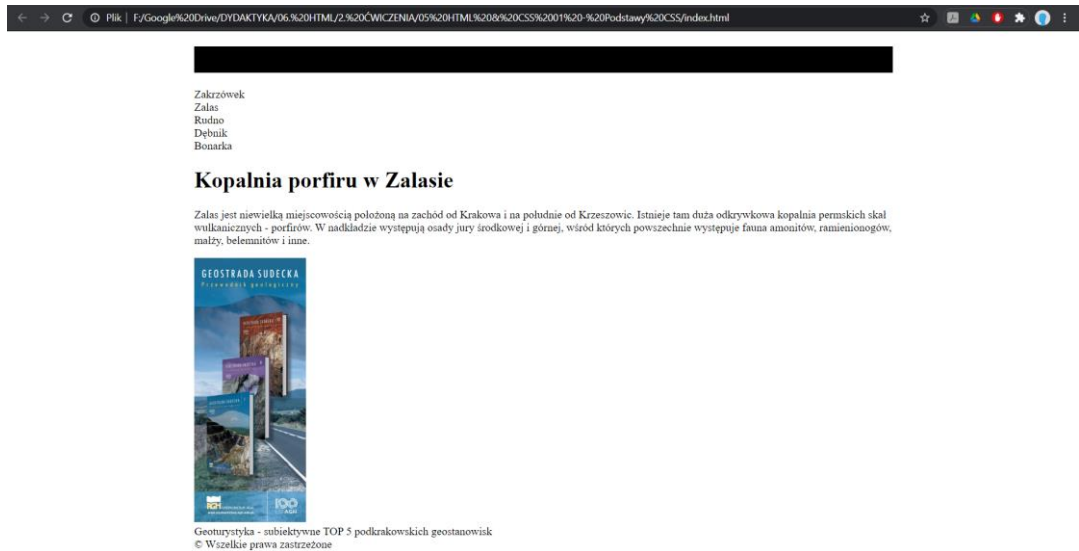 Plik | F:/Google%20Drive/DYDAKTYKA/06.%20HTML/2.%20ĆWICZENIA/05%20HTML%20&%20CSS%2001%20-%20Podstawy%20CSS/index.html
Zakrzówek
Zalas
Rudno
Dębnik
Bonarka
Kopalnia porfiru w Zalasie
Zalas jest niewielką miejscowością położoną na zachód od Krakowa i na południe od Krzeszowic. Istnieje tam duża odkrywkowa kopalnia permskich skał
wulkanicznych - porfirów. W nadkładzie występują osady jury środkowej i górnej, wśród których powszechnie występuje fauna amonitów, ramienionogów,
małży, belemnitów i inne.
GEOSTRADA SUDECKA
Przewodnik geologiczny
AGH
100
AGH
Geoturystyka - subiektywne TOP 5 podkrakowskich geostanowisk
© Wszelkie prawa zastrzeżone